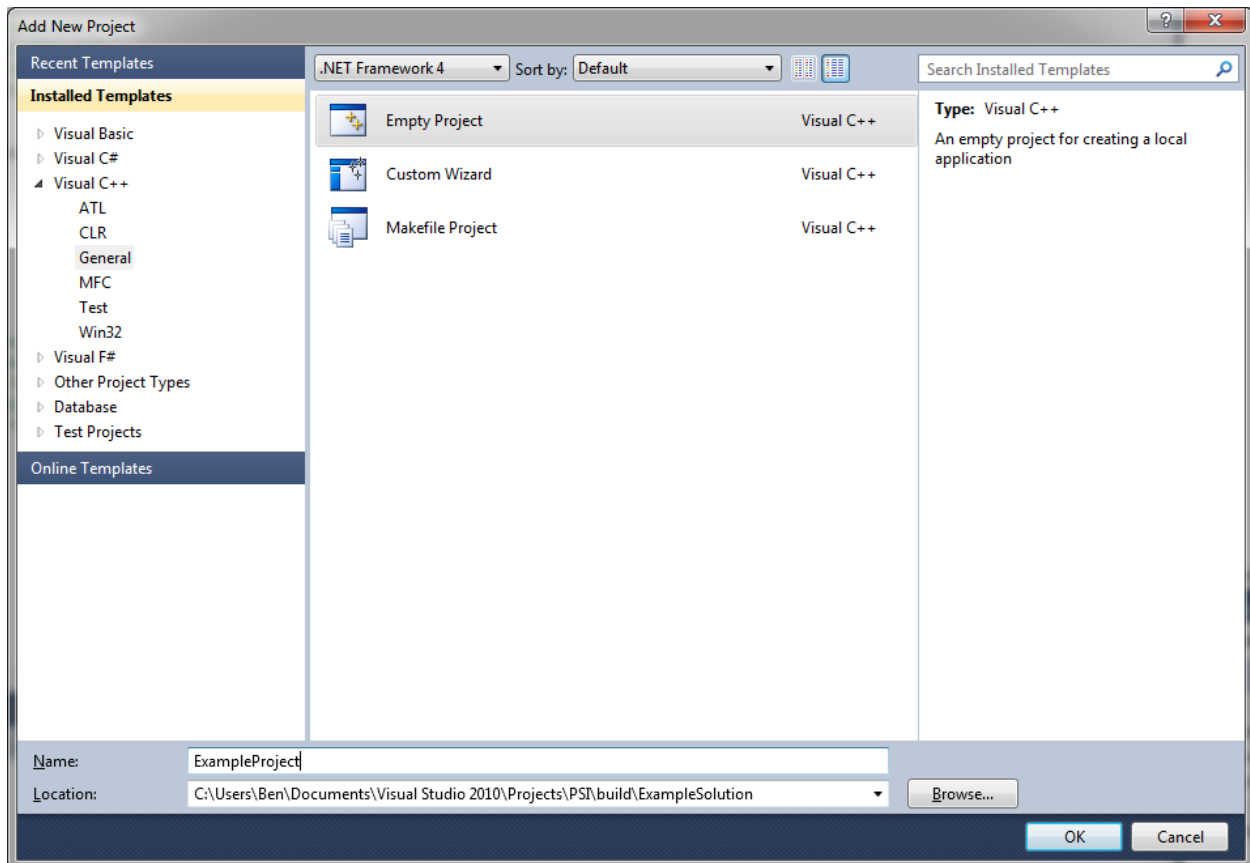 Add New Project
Recent Templates
.NET Framework 4 Sort by: Default
Search Installed Templates
Installed Templates
Visual Basic
Visual C#
Visual C++
ATL
CLR
General
MFC
Test
Win32
Visual F#
Other Project Types
Database
Test Projects
Online Templates
Empty Project Visual C++
Custom Wizard Visual C++
Makefile Project Visual C++
Type: Visual C++
An empty project for creating a local
application
Name: ExampleProject
Location: C:\Users\Ben\Documents\Visual Studio 2010\Projects\PSI\build\ExampleSolution
Browse...
OK Cancel